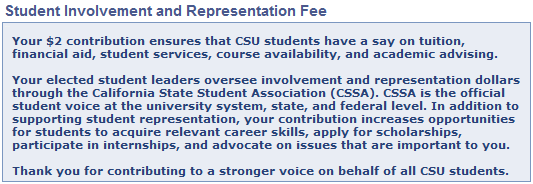 Student Involvement and Representation Fee
Your $2 contribution ensures that CSU students have a say on tuition,
financial aid, student services, course availability, and academic advising.
Your elected student leaders oversee involvement and representation dollars
through the California State Student Association (CSSA). CSSA is the official
student voice at the university system, state, and federal level. In addition to
supporting student representation, your contribution increases opportunities
for students to acquire relevant career skills, apply for scholarships,
participate in internships, and advocate on issues that are important to you.
Thank you for contributing to a stronger voice on behalf of all CSU students.